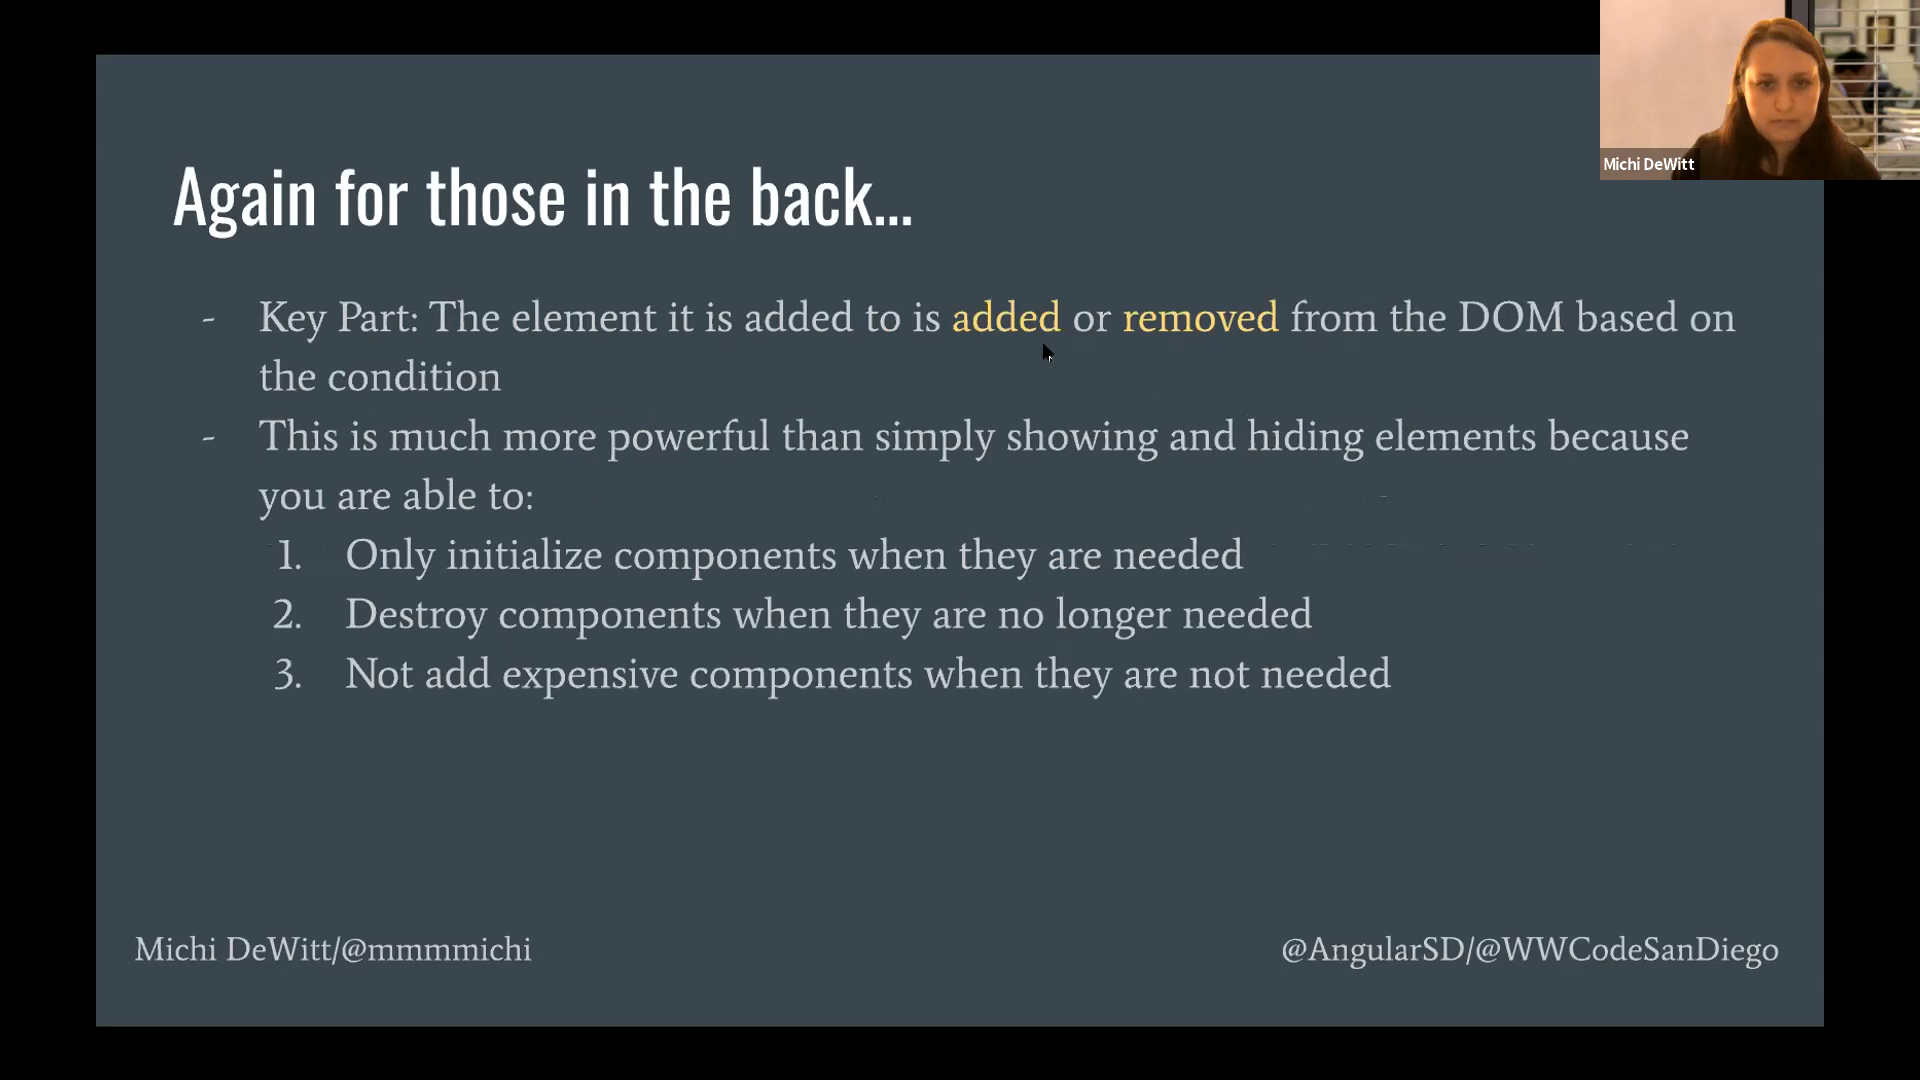 Michi DeWitt
Again for those in the back...
- Key Part: The element it is added to is added or removed from the DOM based on
the condition
- This is much more powerful than simply showing and hiding elements because
you are able to:
1. Only initialize components when they are needed
2. Destroy components when they are no longer needed
3. Not add expensive components when they are not needed
Michi DeWitt/@mmmmichi
@AngularSD/@WWCodeSanDiego